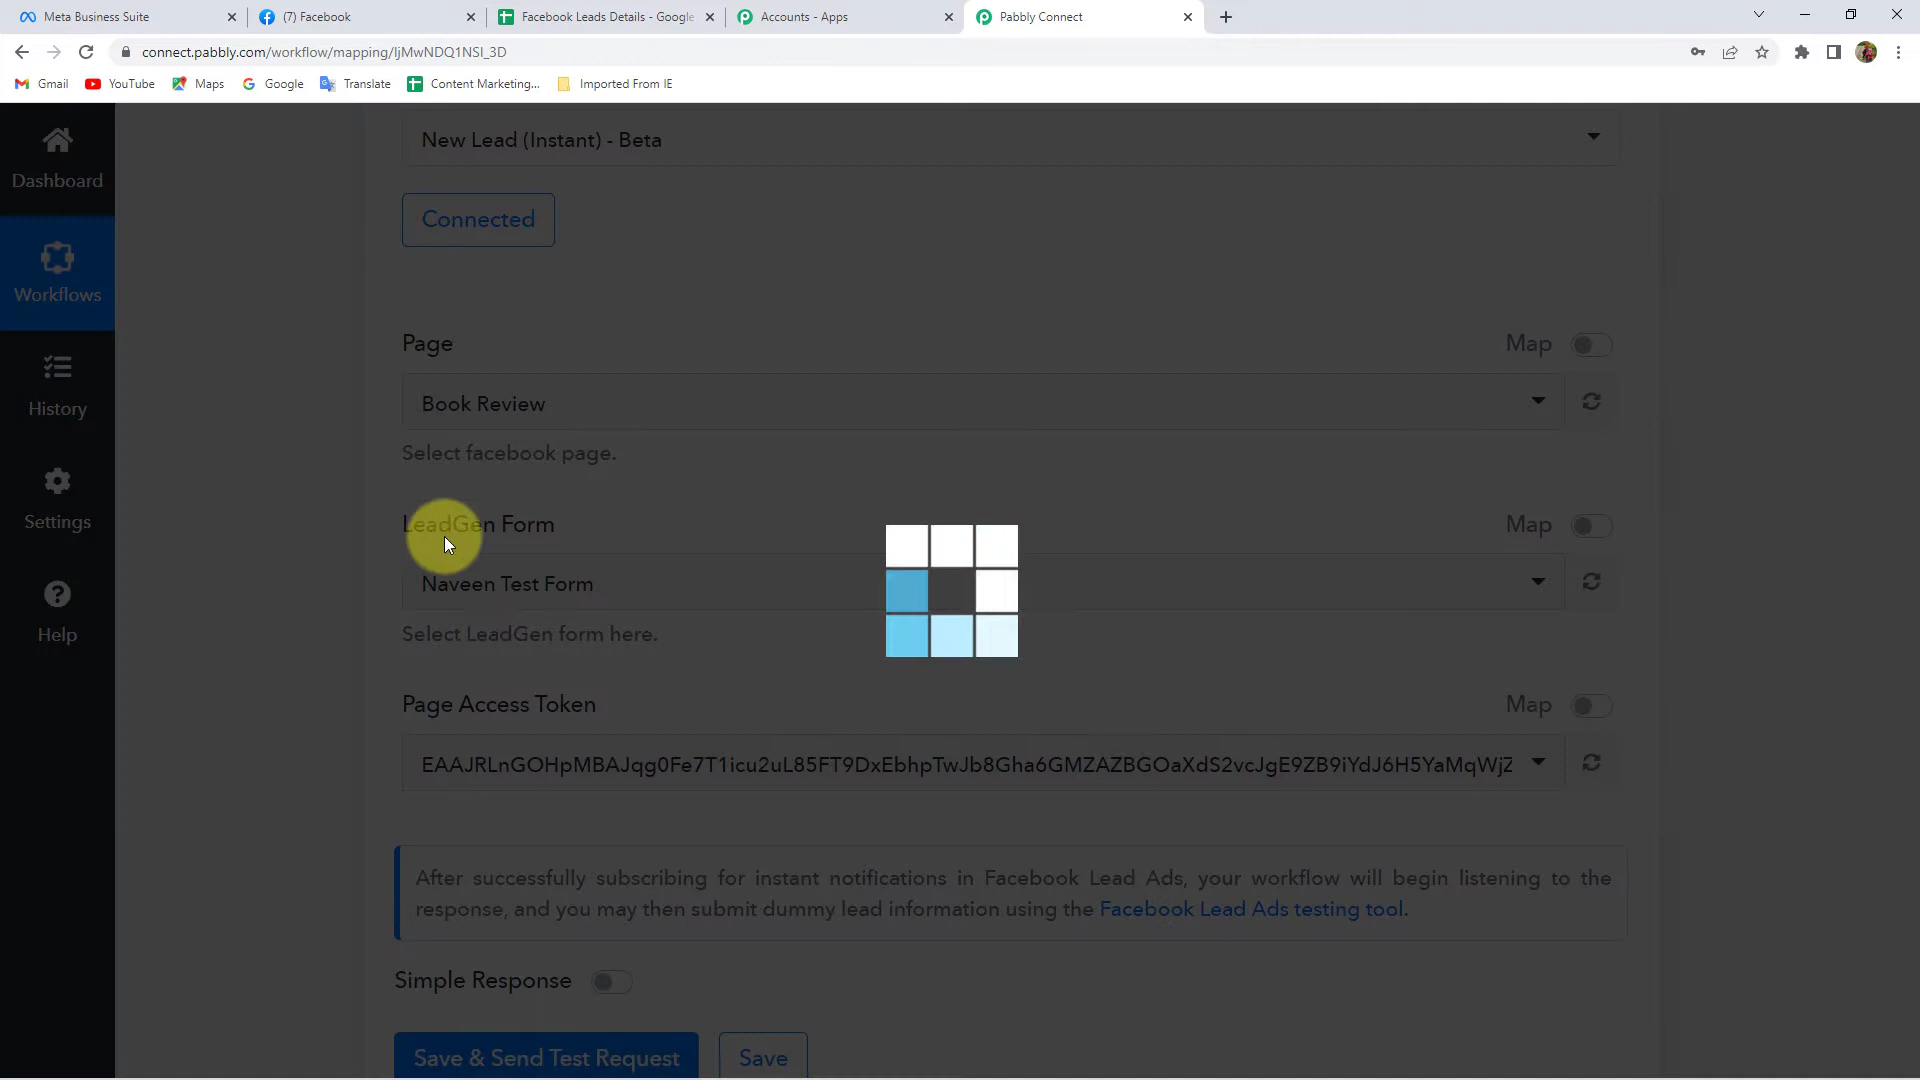 Meta Business Suite
(7) Facebook
Facebook Leads Details - Google
Accounts - Apps
Pabbly Connect
connect.pabbly.com/workflow/mapping/IjMwNDQ1NSI_3D
Gmail
YouTube
Maps
Google
Translate
Content Marketing...
Imported From IE
Dashboard
Workflows
History
Settings
Help
New Lead (Instant) - Beta
Connected
Page
Map
Book Review
Select facebook page.
LeadGen Form
Map
Naveen Test Form
Select LeadGen form here.
Page Access Token
Map
EAAJRLnGOHpMBAJqg0Fe7T1icu2uL85FT9DxEbhpTwJb8Gha6GMZAZBGOaXdS2vcJgE9ZB9iYdJ6H5YaMqWjZ
After successfully subscribing for instant notifications in Facebook Lead Ads, your workflow will begin listening to the
response, and you may then submit dummy lead information using the Facebook Lead Ads testing tool.
Simple Response
Save & Send Test Request
Save